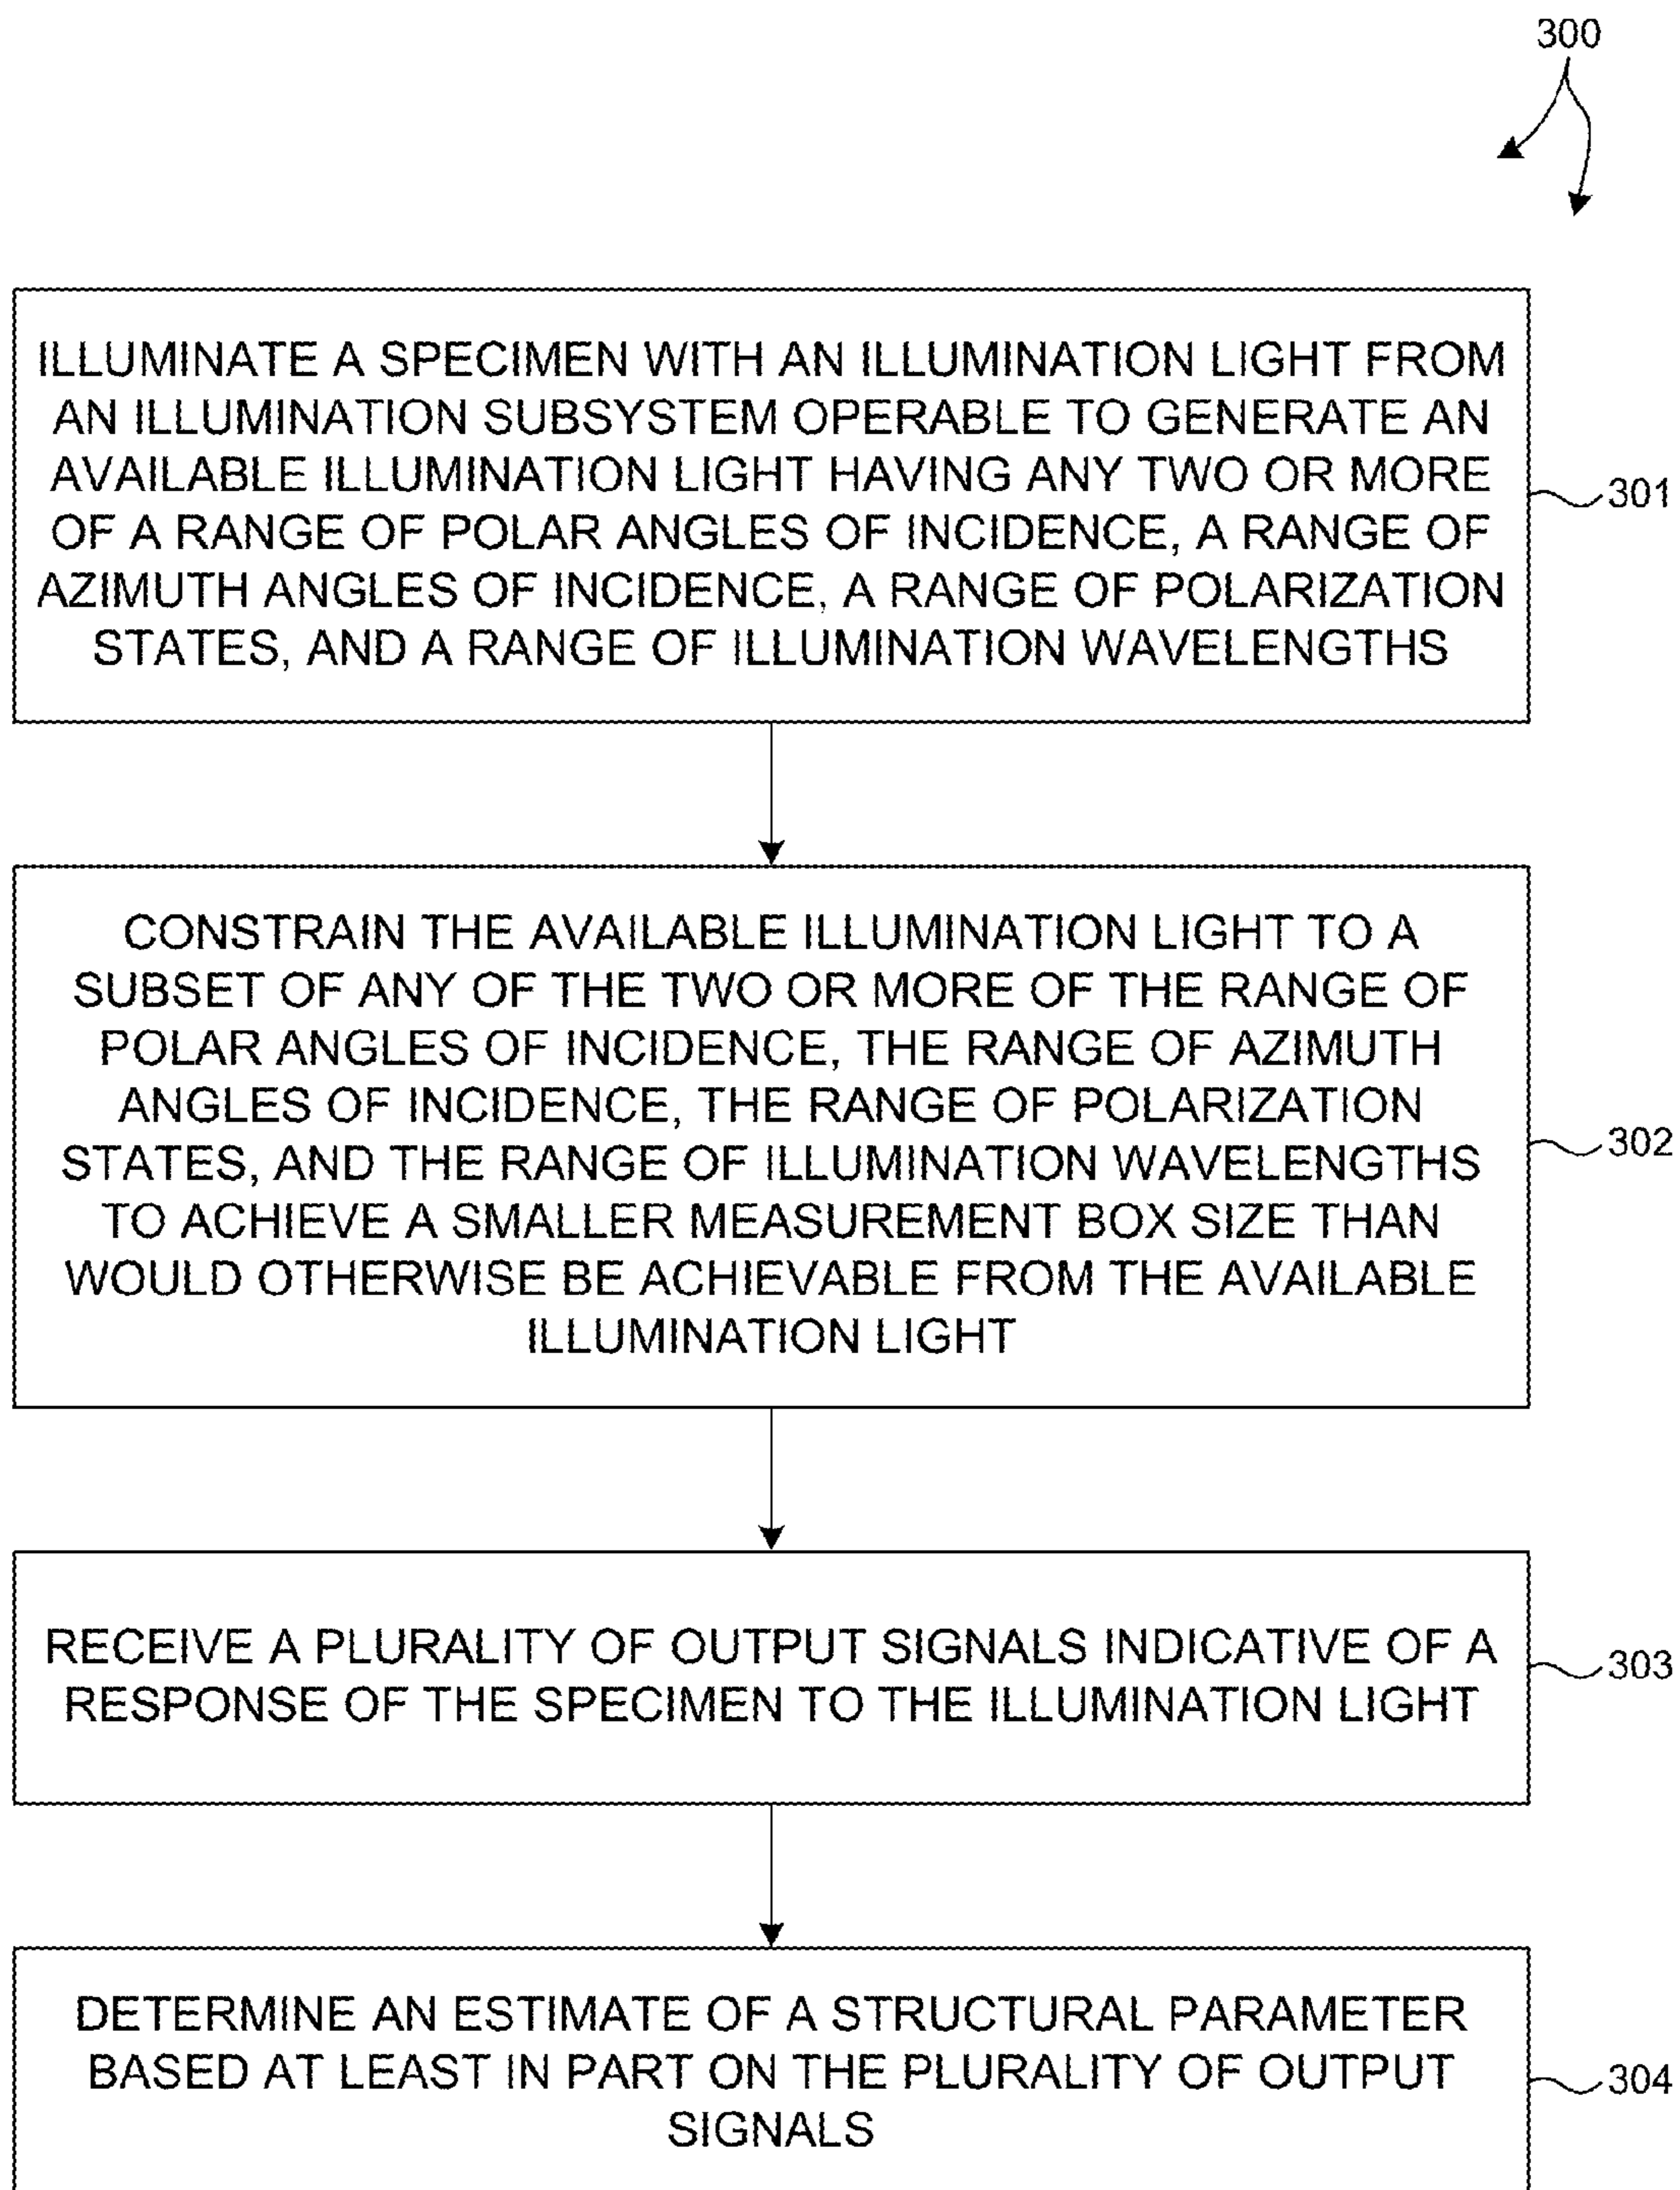 300
ILLUMINATE A SPECIMEN WITH AN ILLUMINATION LIGHT FROM
AN ILLUMINATION SUBSYSTEM OPERABLE TO GENERATE AN
AVAILABLE ILLUMINATION LIGHT HAVING ANY TWO OR MORE
OF A RANGE OF POLAR ANGLES OF INCIDENCE, A RANGE OF
AZIMUTH ANGLES OF INCIDENCE, A RANGE OF POLARIZATION
STATES, AND A RANGE OF ILLUMINATION WAVELENGTHS
301
CONSTRAIN THE AVAILABLE ILLUMINATION LIGHT TO A
SUBSET OF ANY OF THE TWO OR MORE OF THE RANGE OF
POLAR ANGLES OF INCIDENCE, THE RANGE OF AZIMUTH
ANGLES OF INCIDENCE, THE RANGE OF POLARIZATION
STATES, AND THE RANGE OF ILLUMINATION WAVELENGTHS
TO ACHIEVE A SMALLER MEASUREMENT BOX SIZE THAN
WOULD OTHERWISE BE ACHIEVABLE FROM THE AVAILABLE
ILLUMINATION LIGHT
302
RECEIVE A PLURALITY OF OUTPUT SIGNALS INDICATIVE OF A
RESPONSE OF THE SPECIMEN TO THE ILLUMINATION LIGHT
303
DETERMINE AN ESTIMATE OF A STRUCTURAL PARAMETER
BASED AT LEAST IN PART ON THE PLURALITY OF OUTPUT
SIGNALS
304